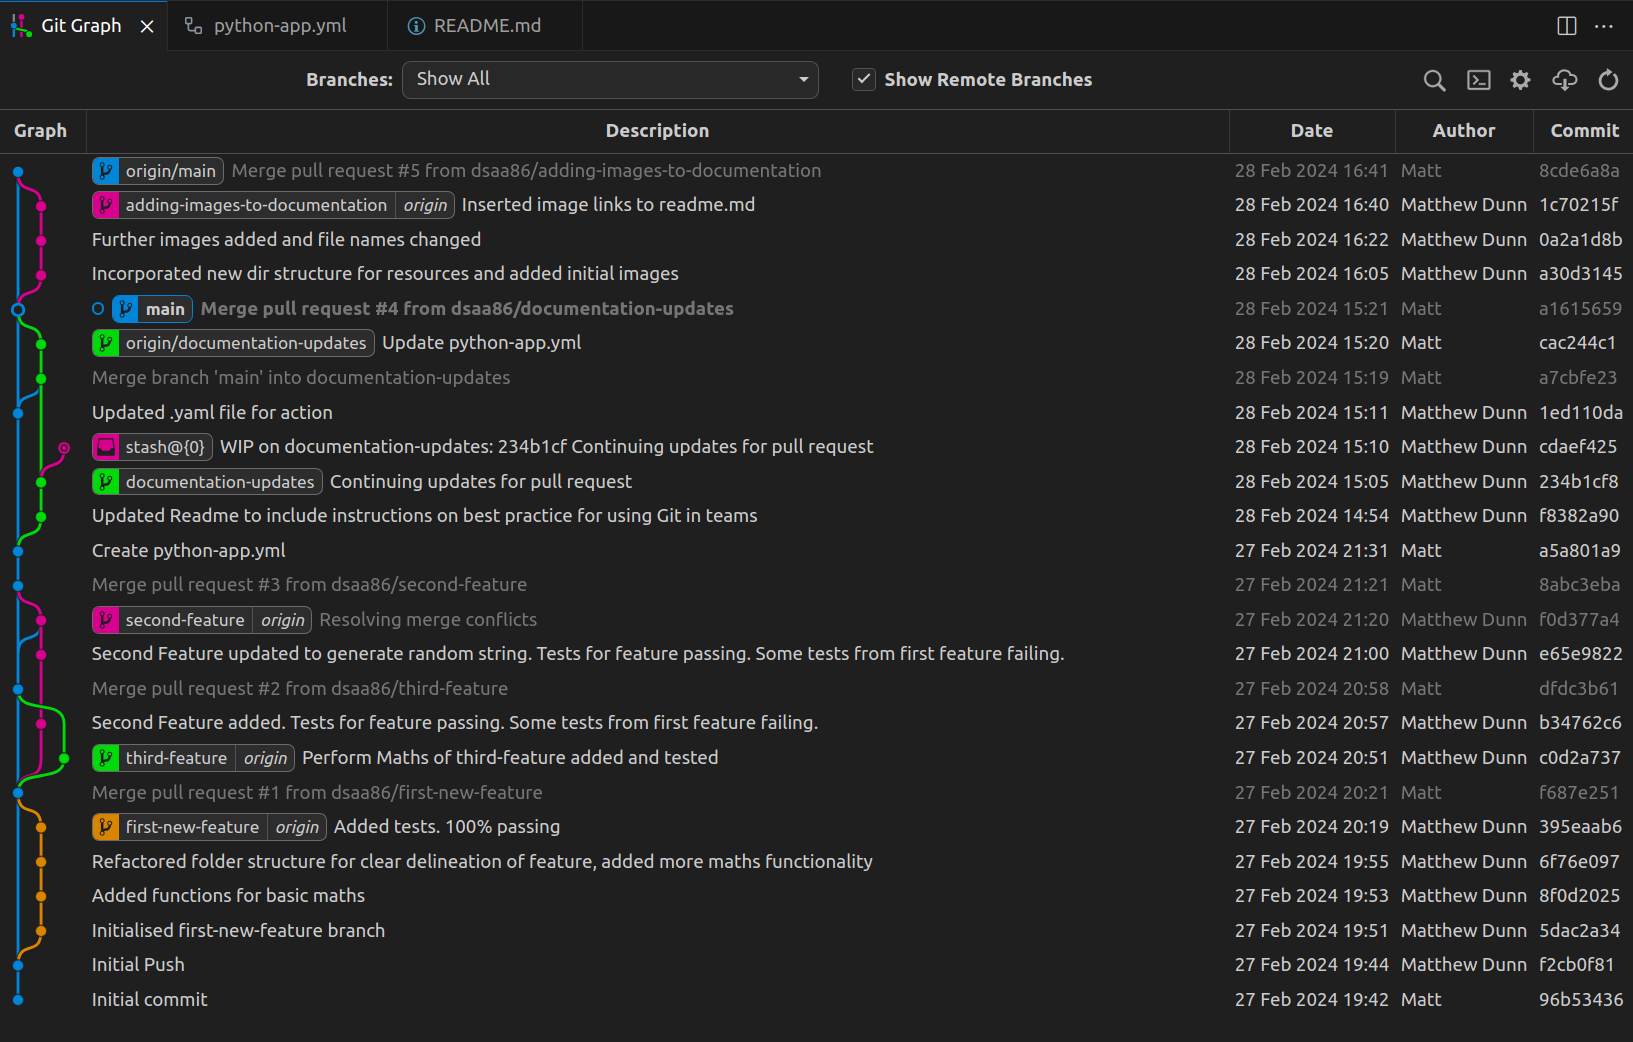 Git Graph python-app.yml README.md
Branches: Show All Show Remote Branches
Graph Description Date Author Commit
origin/main Merge pull request #5 from dsaa86/adding-images-to-documentation 28 Feb 2024 16:41 Matt 8cde6a8a
adding-images-to-documentation origin Inserted image links to readme.md 28 Feb 2024 16:40 Matthew Dunn 1c70215f
Further images added and file names changed 28 Feb 2024 16:22 Matthew Dunn 0a2a1d8b
Incorporated new dir structure for resources and added initial images 28 Feb 2024 16:05 Matthew Dunn a30d3145
main Merge pull request #4 from dsaa86/documentation-updates 28 Feb 2024 15:21 Matt a1615659
origin/documentation-updates Update python-app.yml 28 Feb 2024 15:20 Matt cac244c1
Merge branch 'main' into documentation-updates 28 Feb 2024 15:19 Matt a7cbfe23
Updated .yaml file for action 28 Feb 2024 15:11 Matthew Dunn 1ed110da
stash@{0} WIP on documentation-updates: 234b1cf Continuing updates for pull request 28 Feb 2024 15:10 Matthew Dunn cdaef425
documentation-updates Continuing updates for pull request 28 Feb 2024 15:05 Matthew Dunn 234b1cf8
Updated Readme to include instructions on best practice for using Git in teams 28 Feb 2024 14:54 Matthew Dunn f8382a90
Create python-app.yml 27 Feb 2024 21:31 Matt a5a801a9
Merge pull request #3 from dsaa86/second-feature 27 Feb 2024 21:21 Matt 8abc3eba
second-feature origin Resolving merge conflicts 27 Feb 2024 21:20 Matthew Dunn f0d377a4
Second Feature updated to generate random string. Tests for feature passing. Some tests from first feature failing. 27 Feb 2024 21:00 Matthew Dunn e65e9822
Merge pull request #2 from dsaa86/third-feature 27 Feb 2024 20:58 Matt dfdc3b61
Second Feature added. Tests for feature passing. Some tests from first feature failing. 27 Feb 2024 20:57 Matthew Dunn b34762c6
third-feature origin Perform Maths of third-feature added and tested 27 Feb 2024 20:51 Matthew Dunn c0d2a737
Merge pull request #1 from dsaa86/first-new-feature 27 Feb 2024 20:21 Matt f687e251
first-new-feature origin Added tests. 100% passing 27 Feb 2024 20:19 Matthew Dunn 395eaab6
Refactored folder structure for clear delineation of feature, added more maths functionality 27 Feb 2024 19:55 Matthew Dunn 6f76e097
Added functions for basic maths 27 Feb 2024 19:53 Matthew Dunn 8f0d2025
Initialised first-new-feature branch 27 Feb 2024 19:51 Matthew Dunn 5dac2a34
Initial Push 27 Feb 2024 19:44 Matthew Dunn f2cb0f81
Initial commit 27 Feb 2024 19:42 Matt 96b53436